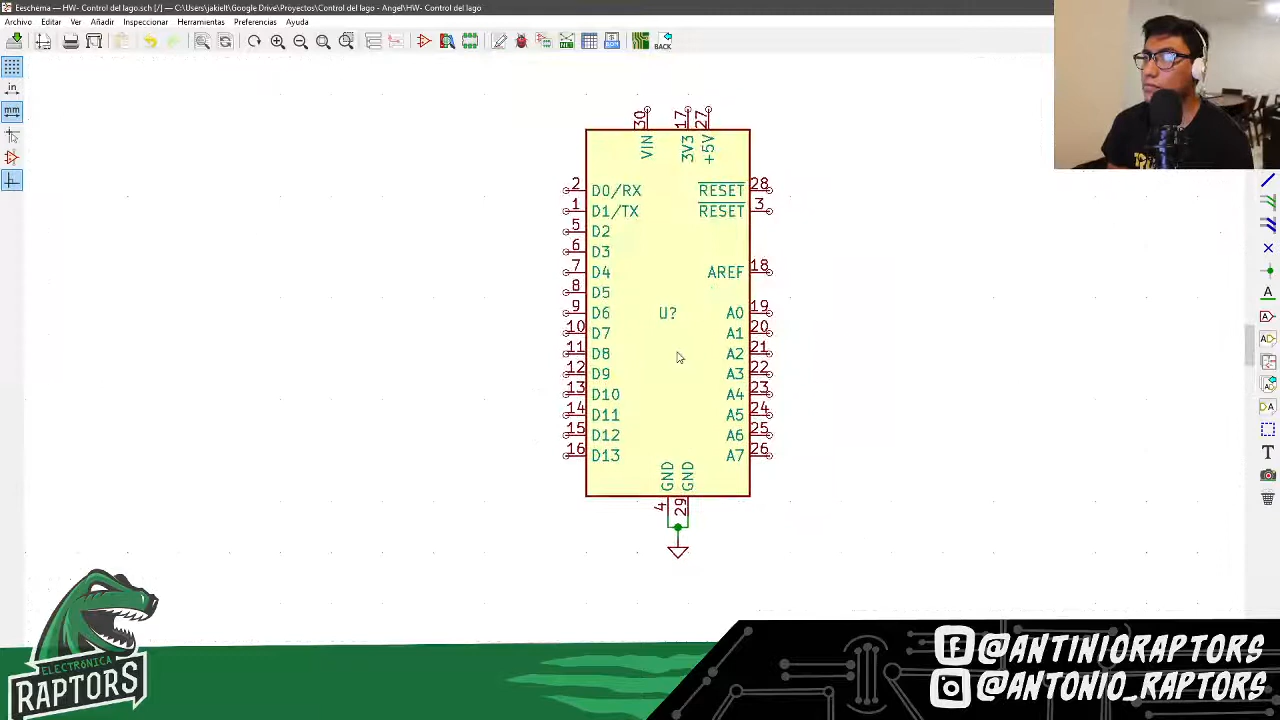 Eeschema — HW- Control del lago.sch [/] — C:\Users\jakielt\Google Drive\Proyectos\Control del lago - Angel\HW- Control del lago
Archivo Editar Ver Añadir Inspeccionar Herramientas Preferencias Ayuda
BACK
in
mm
30 17 27
VIN 3V3 +5V
2 D0/RX RESET 28
1 D1/TX RESET 3
5 D2
6 D3
7 D4 AREF 18
8 D5
9 D6 U? A0 19
10 D7 A1 20
11 D8 A2 21
12 D9 A3 22
13 D10 A4 23
14 D11 A5 24
15 D12 A6 25
16 D13 A7 26
GND GND
4 29
ELECTRÓNICA
RAPTORS
@ANTINIORAPTORS
@ANTONIO_RAPTORS